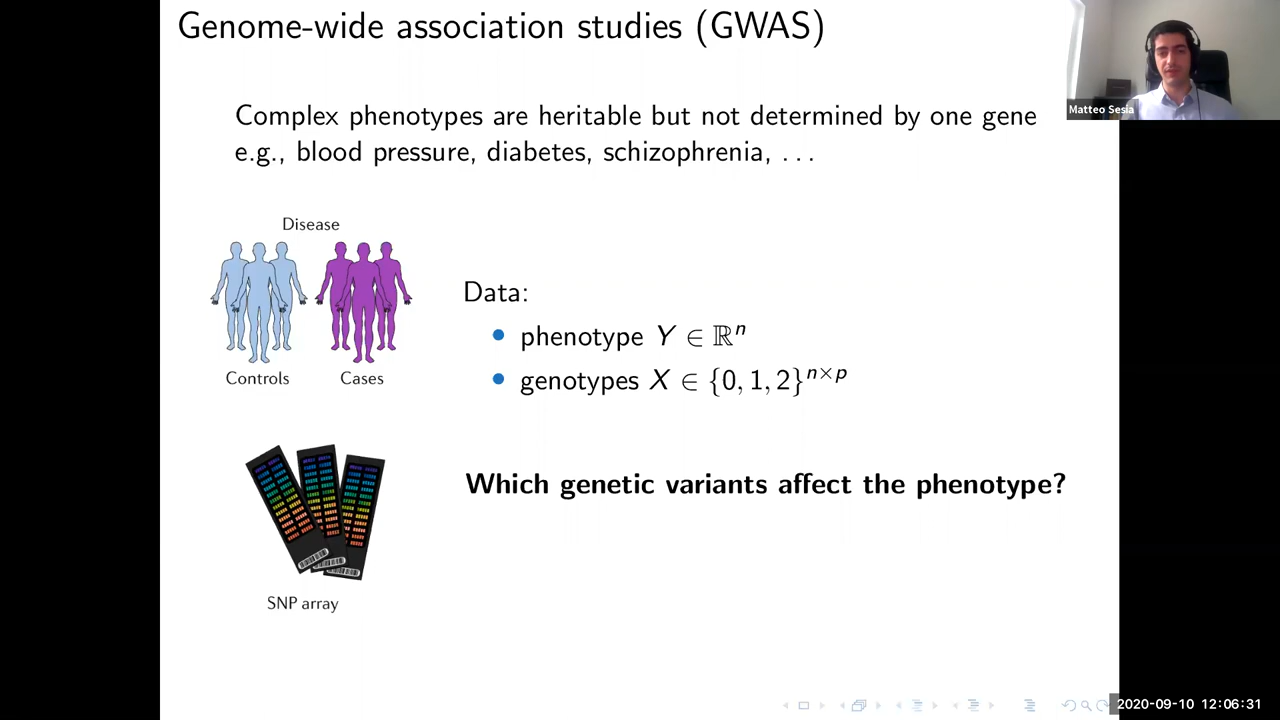 Genome-wide association studies (GWAS)
Matteo Sesia
Complex phenotypes are heritable but not determined by one gene
e.g., blood pressure, diabetes, schizophrenia, ...
Disease
Controls Cases
Data:
• phenotype Y ∈ ℝⁿ
• genotypes X ∈ {0, 1, 2}ⁿˣᵖ
Which genetic variants affect the phenotype?
SNP array
2020-09-10 12:06:31